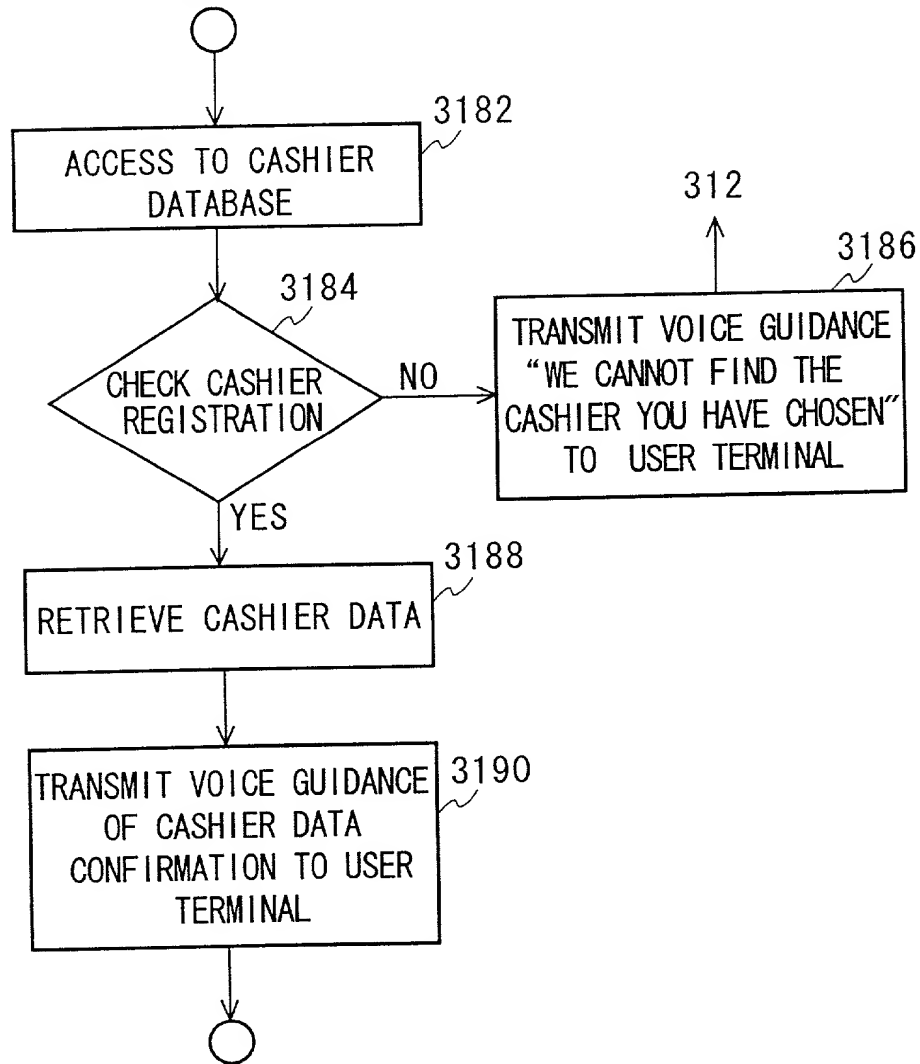 3182
ACCESS TO CASHIER
DATABASE
312
3186
3184
TRANSMIT VOICE GUIDANCE
“WE CANNOT FIND THE
CASHIER YOU HAVE CHOSEN”
TO USER TERMINAL
CHECK CASHIER
REGISTRATION
NO
YES
3188
RETRIEVE CASHIER DATA
3190
TRANSMIT VOICE GUIDANCE
OF CASHIER DATA
CONFIRMATION TO USER
TERMINAL